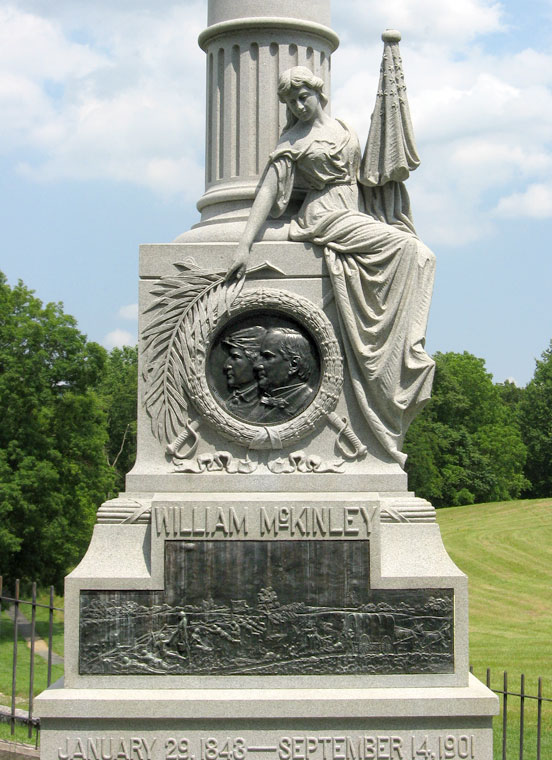 WILLIAM McKINLEY
JANUARY 29, 1843 — SEPTEMBER 14, 1901